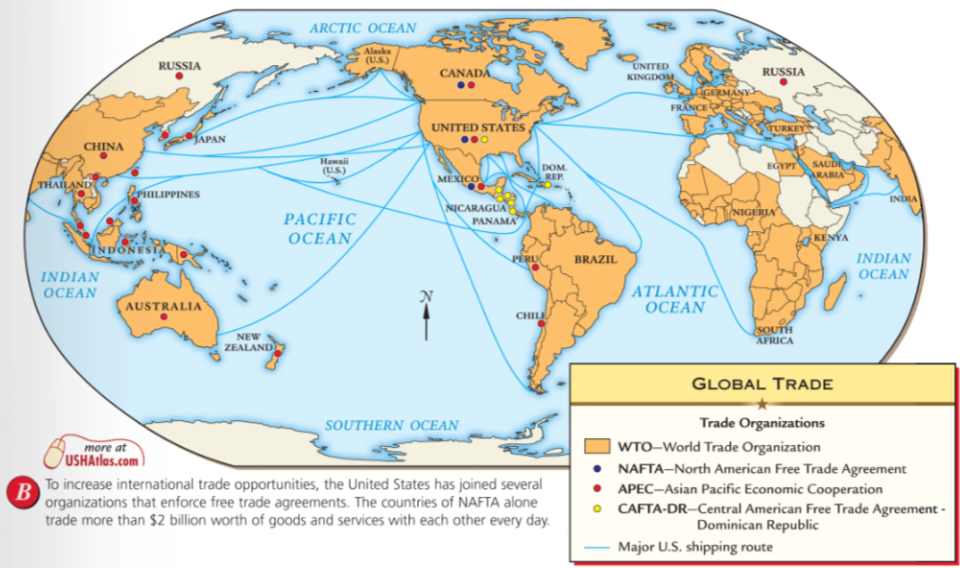 ARCTIC OCEAN
Alaska
(U.S.)
RUSSIA
CANADA
UNITED
KINGDOM
RUSSIA
GERMANY
FRANCE
JAPAN
UNITED STATES
TURKEY
CHINA
Hawaii
(U.S.)
DOM.
REP.
EGYPT
SAUDI
ARABIA
THAILAND
MEXICO
PHILIPPINES
NICARAGUA
INDIA
PACIFIC
OCEAN
PANAMA
NIGERIA
KENYA
INDONESIA
PERU
BRAZIL
INDIAN
OCEAN
INDIAN
OCEAN
ATLANTIC
OCEAN
AUSTRALIA
N
CHILE
SOUTH
AFRICA
NEW
ZEALAND
SOUTHERN OCEAN
GLOBAL TRADE
Trade Organizations
WTO—World Trade Organization
NAFTA—North American Free Trade Agreement
APEC—Asian Pacific Economic Cooperation
CAFTA-DR—Central American Free Trade Agreement -
Dominican Republic
Major U.S. shipping route
more at
USHAtlas.com
B
To increase international trade opportunities, the United States has joined several
organizations that enforce free trade agreements. The countries of NAFTA alone
trade more than $2 billion worth of goods and services with each other every day.